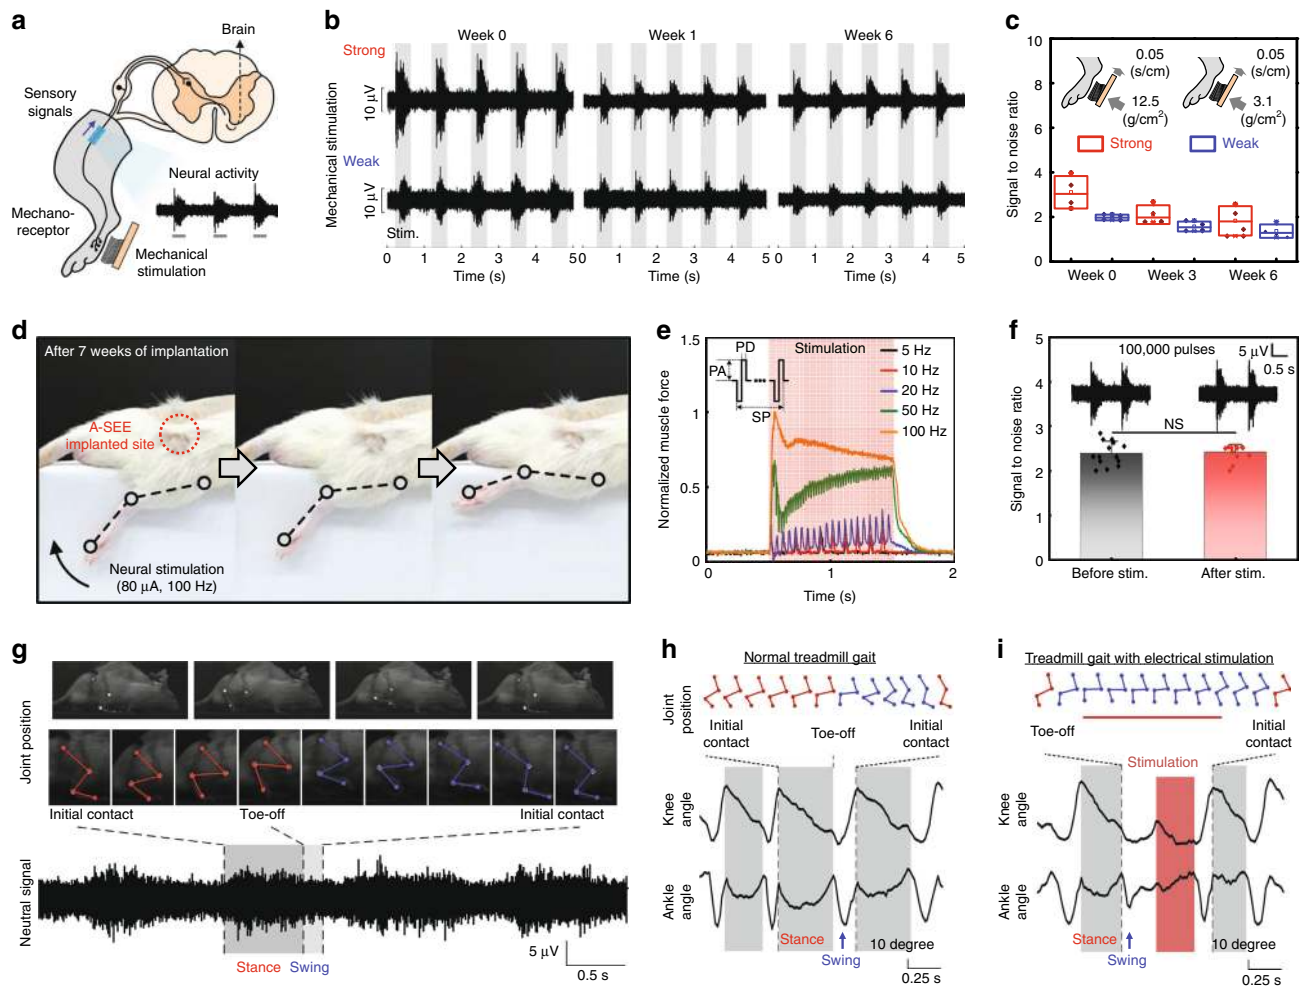 a
Brain
Sensory
signals
Neural activity
Mechano-
receptor
Mechanical
stimulation
b
Week 0
Week 1
Week 6
Strong
Weak
Mechanical stimulation
10 μV
10 μV
Stim.
0 1 2 3 4 5
0 1 2 3 4 5
0 1 2 3 4 5
Time (s)
Time (s)
Time (s)
c
Signal to noise ratio
10
8
6
4
2
0
0.05
(s/cm)
12.5
(g/cm²)
0.05
(s/cm)
3.1
(g/cm²)
Strong
Weak
Week 0
Week 3
Week 6
d
After 7 weeks of implantation
A-SEE
implanted site
Neural stimulation
(80 μA, 100 Hz)
e
Normalized muscle force
1.5
1
0.5
0
PD
PA
SP
Stimulation
5 Hz
10 Hz
20 Hz
50 Hz
100 Hz
0 1 2
Time (s)
f
Signal to noise ratio
5
4
3
2
1
0
100,000 pulses
5 μV
0.5 s
NS
Before stim.
After stim.
g
Joint position
Initial contact
Toe-off
Initial contact
Neutral signal
Stance
Swing
5 μV
0.5 s
h
Normal treadmill gait
Joint
position
Initial
contact
Toe-off
Initial
contact
Knee
angle
Ankle
angle
Stance
Swing
10 degree
0.25 s
i
Treadmill gait with electrical stimulation
Toe-off
Initial
contact
Stimulation
Knee
angle
Ankle
angle
Stance
Swing
10 degree
0.25 s